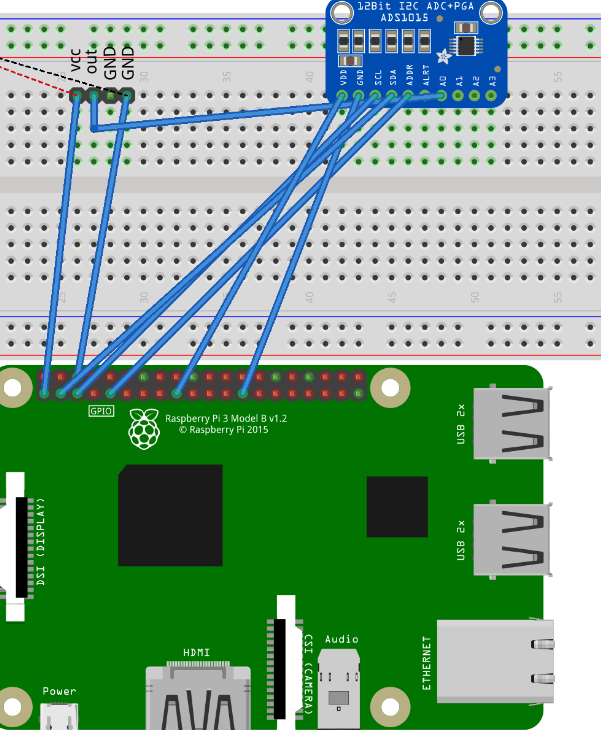 12Bit I2C ADC+PGA
ADS1015
VDD
GND
SCL
SDA
ADDR
ALRT
A0
A1
A2
A3
vcc
out
GND
GND
30
35
40
55
25
30
35
40
45
50
55
GPIO
Raspberry Pi 3 Model B v1.2
© Raspberry Pi 2015
USB 2x
USB 2x
DSI (DISPLAY)
CSI (CAMERA)
Audio
ETHERNET
HDMI
Power